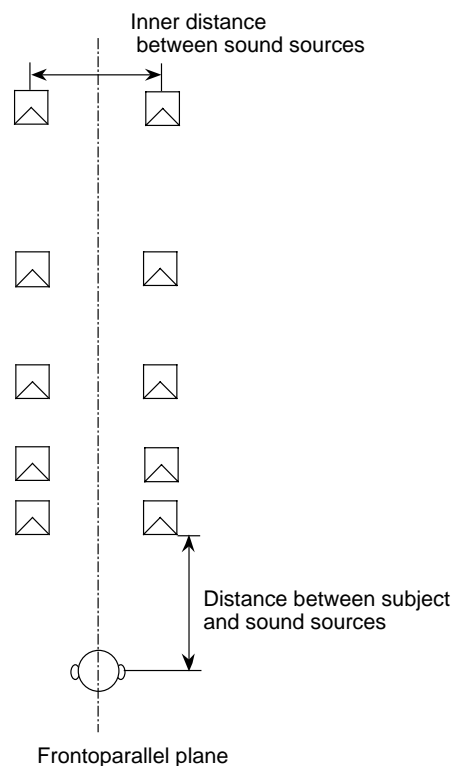 Inner distance
between sound sources
Distance between subject
and sound sources
Frontoparallel plane